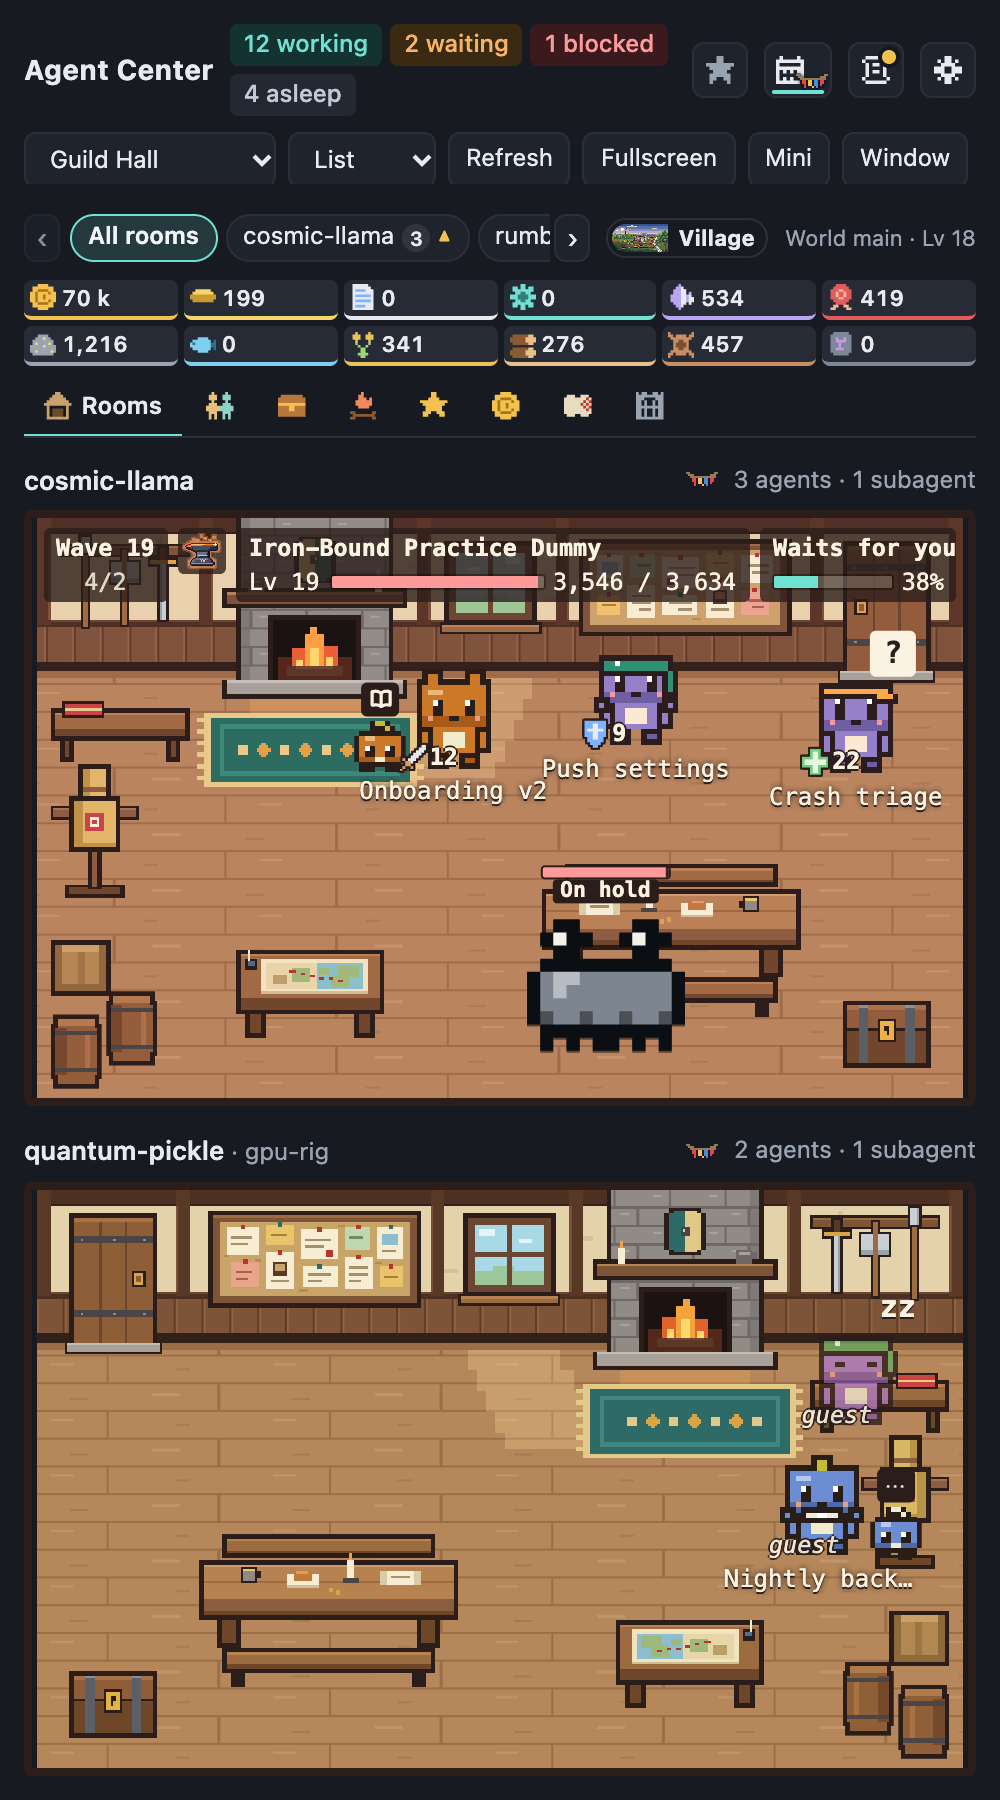 Agent Center
12 working
2 waiting
1 blocked
4 asleep
Guild Hall
List
Refresh
Fullscreen
Mini
Window
All rooms
cosmic-llama 3
rumb
Village
World main · Lv 18
70 k
199
0
0
534
419
1,216
0
341
276
457
0
Rooms
cosmic-llama
3 agents · 1 subagent
Wave 19
4/2
Iron-Bound Practice Dummy
Lv 19
3,546 / 3,634
Waits for you
38%
?
12
Onboarding v2
9
Push settings
22
Crash triage
On hold
quantum-pickle · gpu-rig
2 agents · 1 subagent
zz
guest
...
guest
Nightly back…